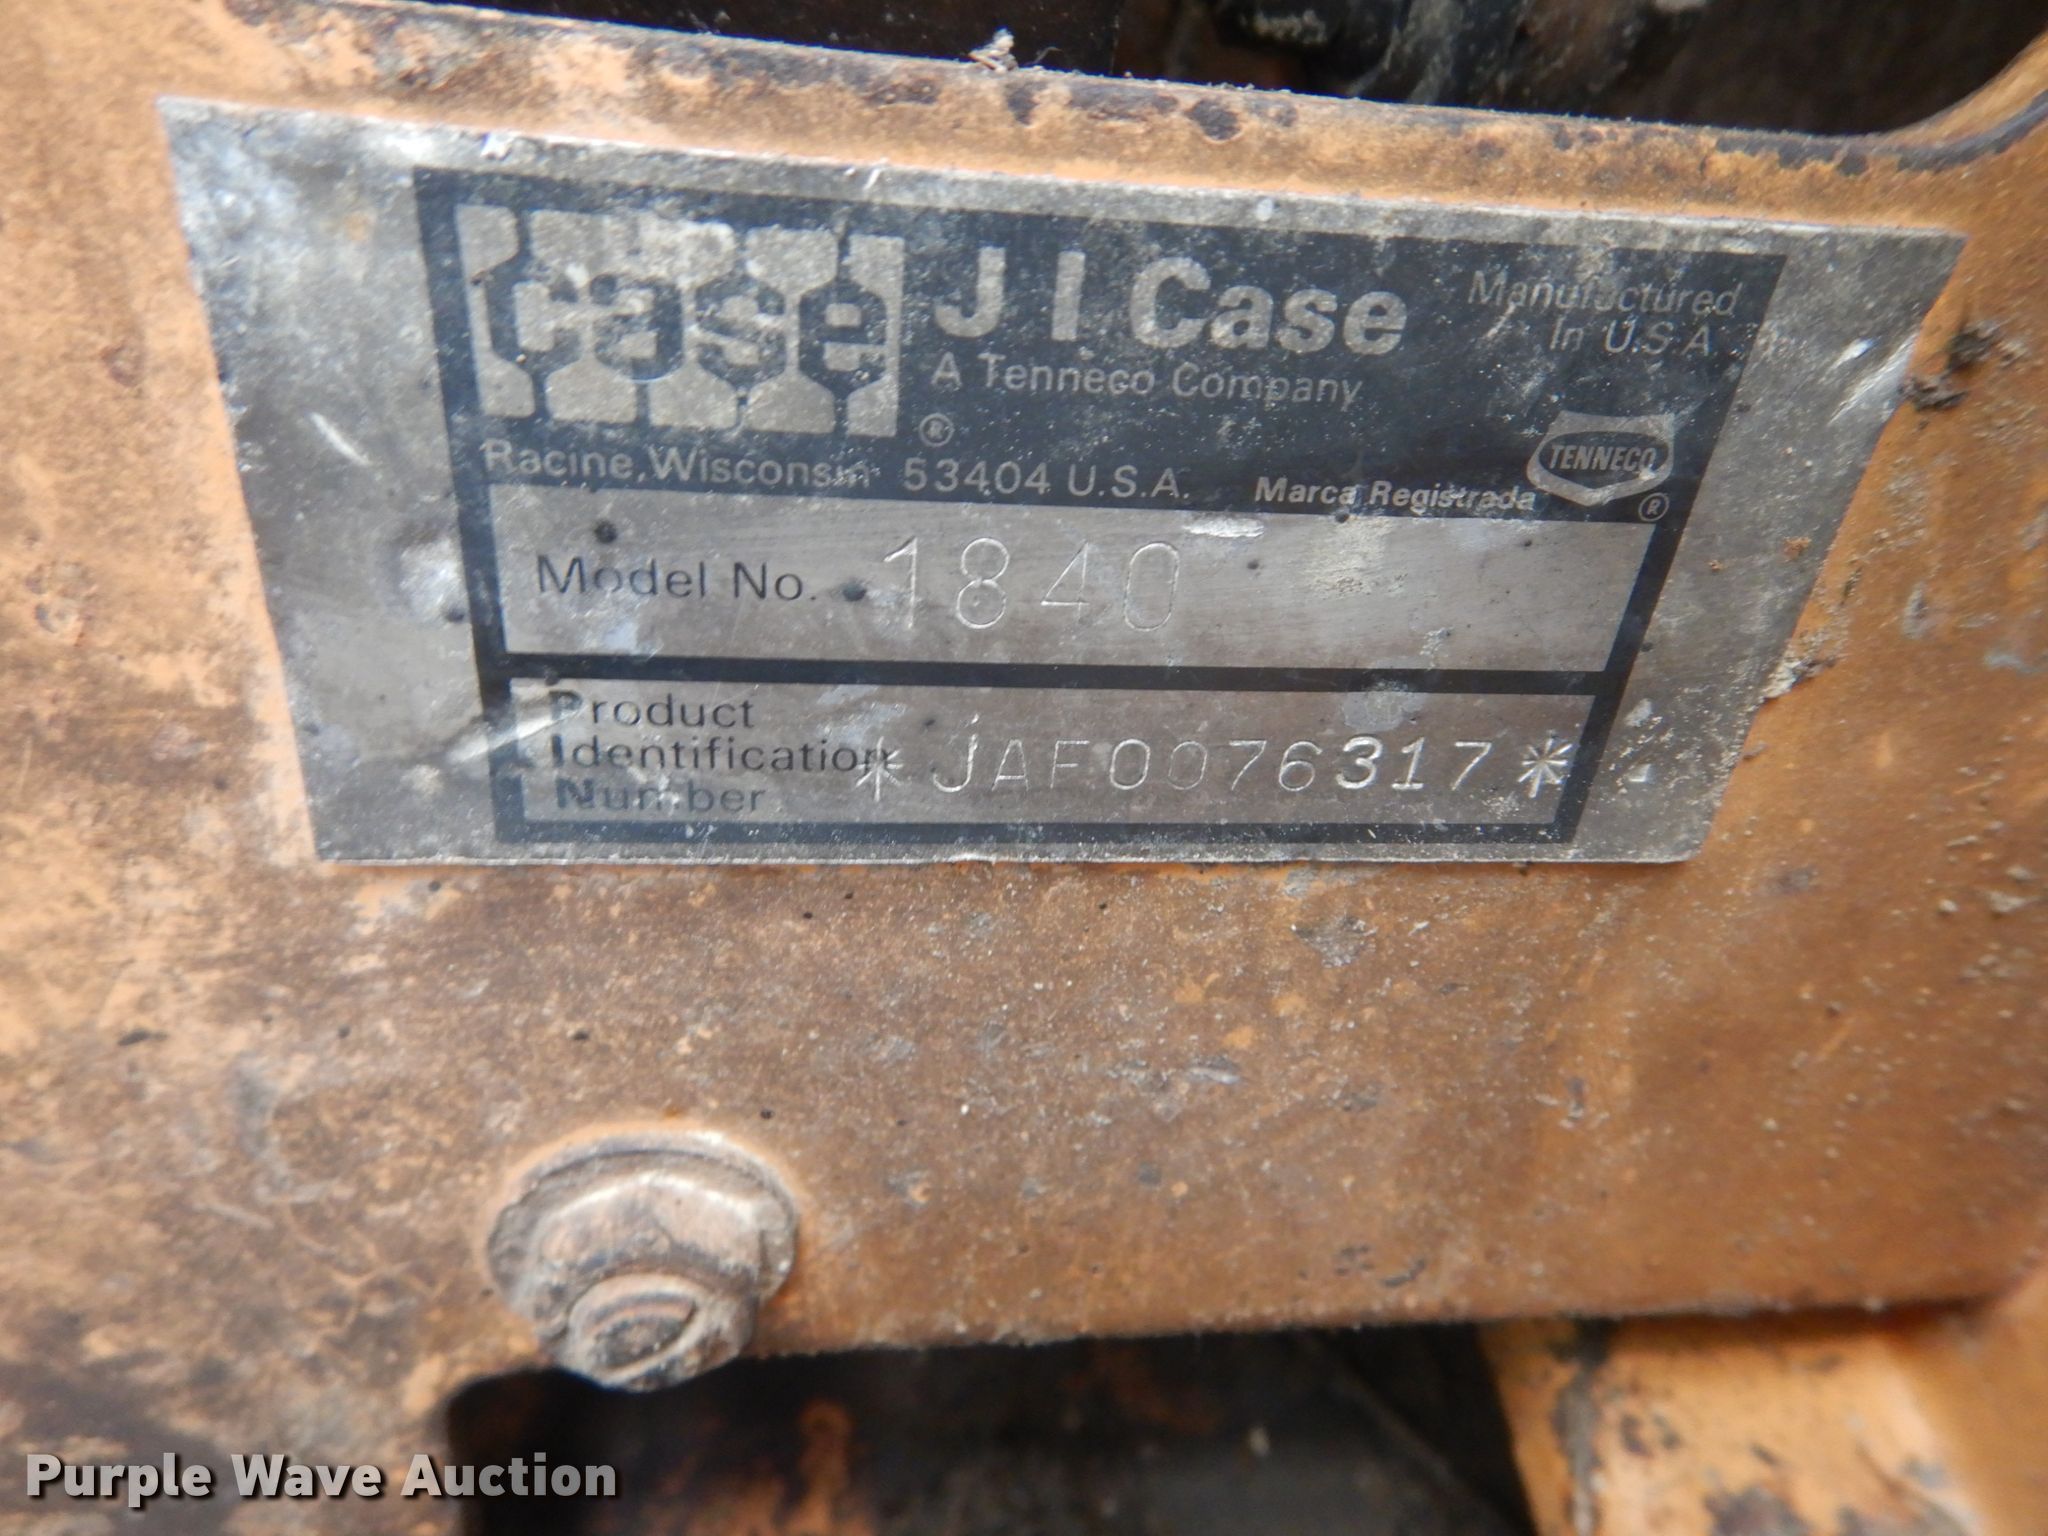 case
®
J I Case
A Tenneco Company
Manufactured
In U.S.A
Racine, Wisconsin 53404 U.S.A.
Marca Registrada
TENNECO
®
Model No. 1840
Product
Identification
Number
*JAF0076317*
Purple Wave Auction